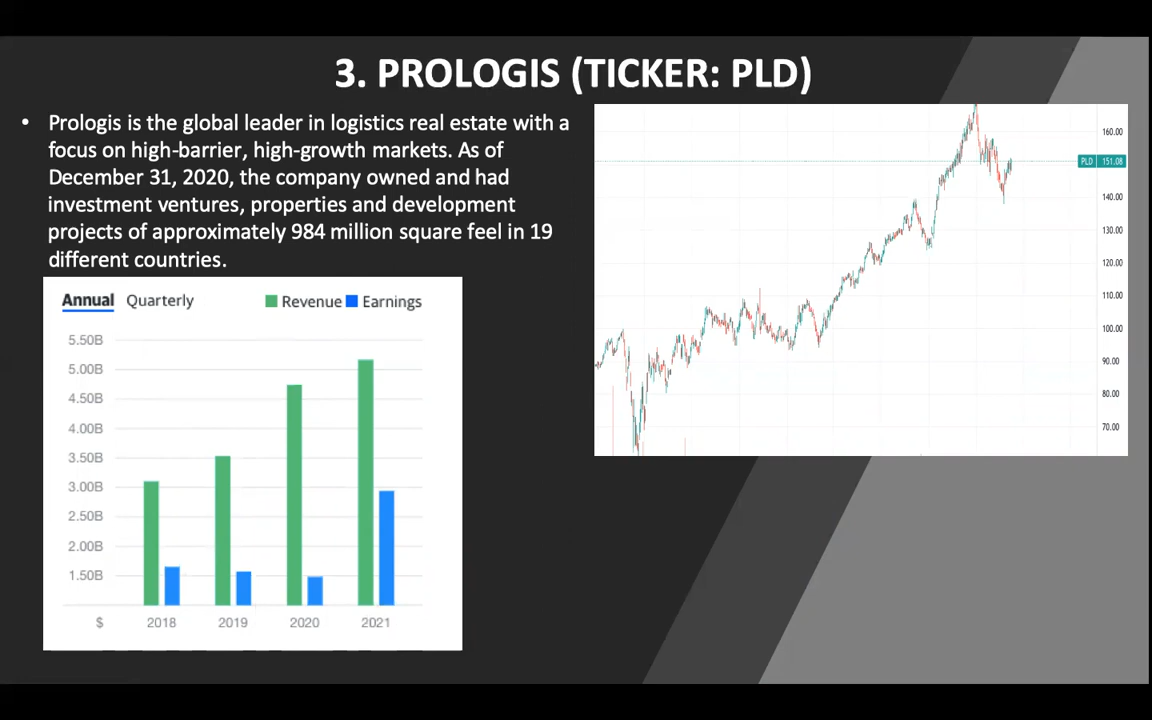 3. PROLOGIS (TICKER: PLD)
• Prologis is the global leader in logistics real estate with a
focus on high-barrier, high-growth markets. As of
December 31, 2020, the company owned and had
investment ventures, properties and development
projects of approximately 984 million square feel in 19
different countries.
Annual Quarterly Revenue Earnings
5.50B
5.00B
4.50B
4.00B
3.50B
3.00B
2.50B
2.00B
1.50B
$ 2018 2019 2020 2021
160.00
PLD 151.08
140.00
130.00
120.00
110.00
100.00
90.00
80.00
70.00